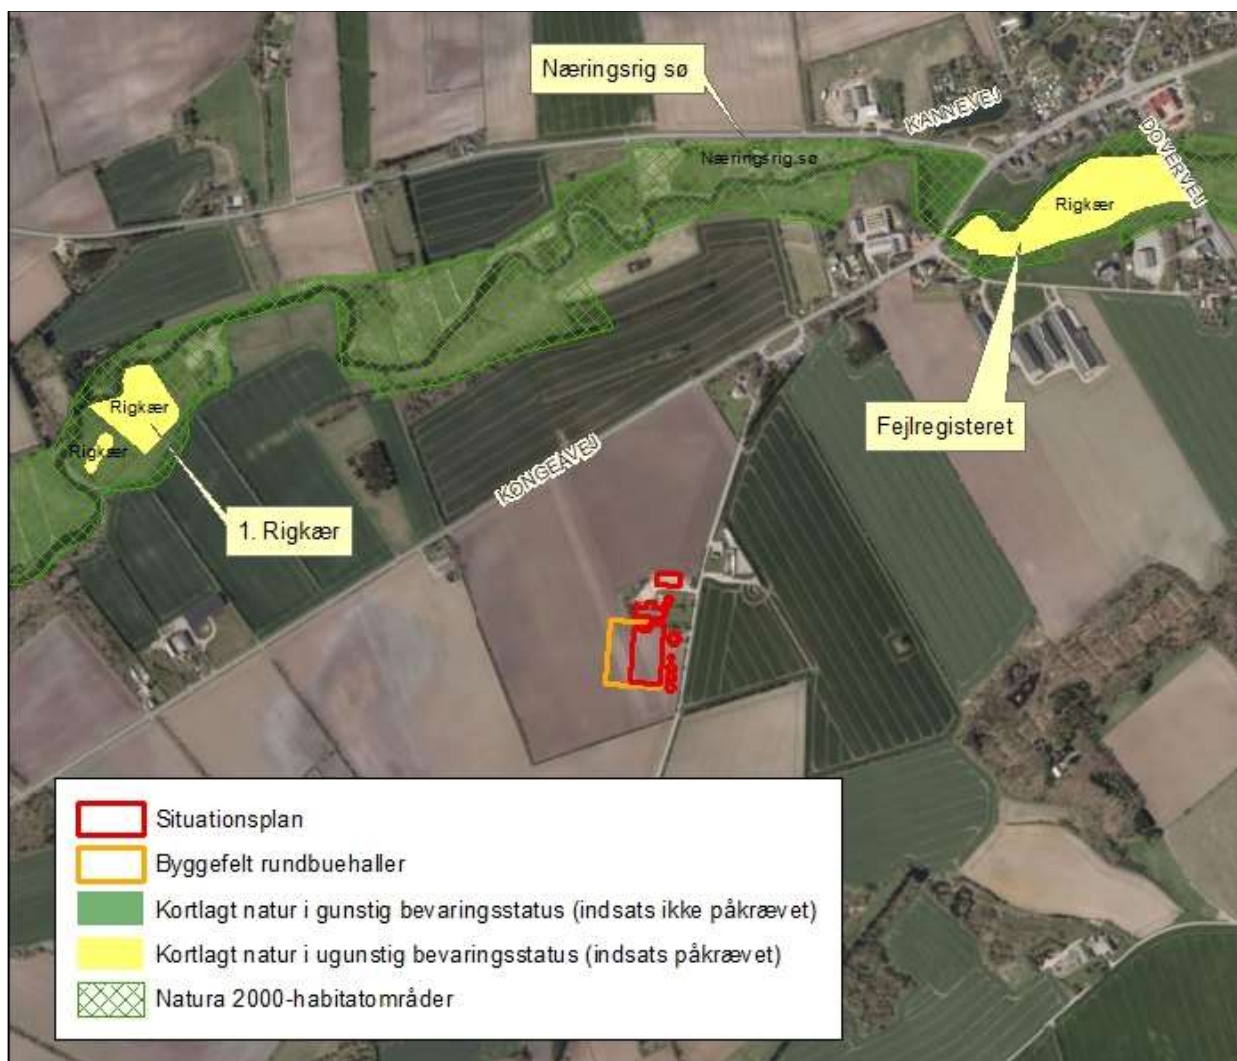 Næringsrig sø
KANNEVEJ
DOVERVEJ
Næringsrig sø
Rigkær
Rigkær
Rigkær
Fejlregisteret
KONGEAVEJ
1. Rigkær
Situationsplan
Byggefelt rundbuehaller
Kortlagt natur i gunstig bevaringsstatus (indsats ikke påkrævet)
Kortlagt natur i ugunstig bevaringsstatus (indsats påkrævet)
Natura 2000-habitatområder